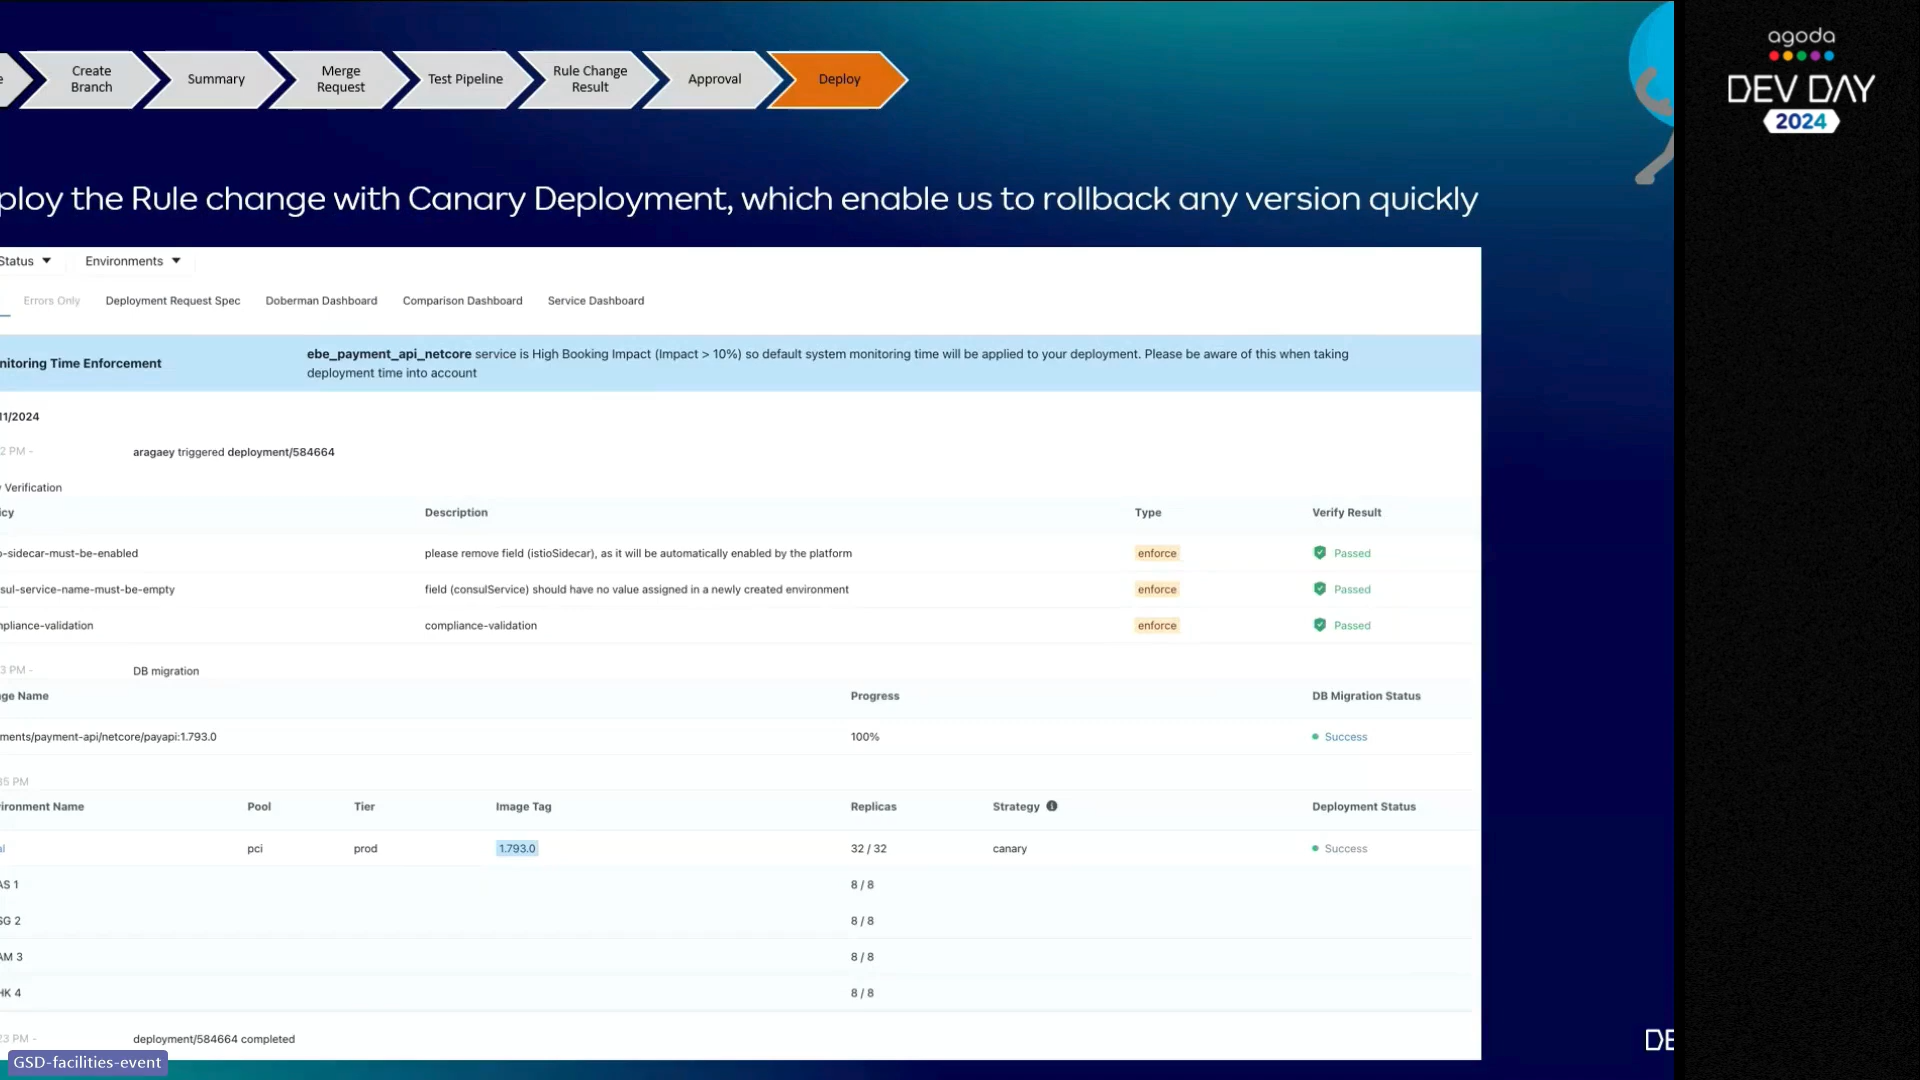 agoda
DEV DAY
2024
e
Create
Branch
Summary
Merge
Request
Test Pipeline
Rule Change
Result
Approval
Deploy
ploy the Rule change with Canary Deployment, which enable us to rollback any version quickly
Status
Environments
Errors Only
Deployment Request Spec
Doberman Dashboard
Comparison Dashboard
Service Dashboard
nitoring Time Enforcement
ebe_payment_api_netcore service is High Booking Impact (Impact > 10%) so default system monitoring time will be applied to your deployment. Please be aware of this when taking
deployment time into account
11/2024
2 PM -
aragaey triggered deployment/584664
Verification
icy Description Type Verify Result
o-sidecar-must-be-enabled please remove field (istioSidecar), as it will be automatically enabled by the platform enforce Passed
sul-service-name-must-be-empty field (consulService) should have no value assigned in a newly created environment enforce Passed
npliance-validation compliance-validation enforce Passed
3 PM - DB migration
ge Name Progress DB Migration Status
ments/payment-api/netcore/payapi:1.793.0 100% Success
35 PM
ironment Name Pool Tier Image Tag Replicas Strategy Deployment Status
al pci prod 1.793.0 32 / 32 canary Success
AS 1 8 / 8
SG 2 8 / 8
AM 3 8 / 8
HK 4 8 / 8
23 PM - deployment/584664 completed
DE
GSD-facilities-event